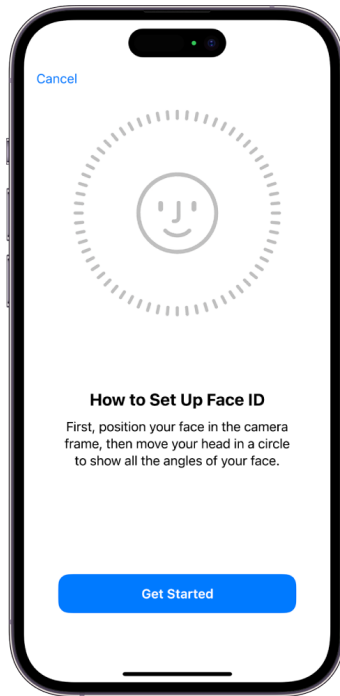 Cancel
How to Set Up Face ID
First, position your face in the camera
frame, then move your head in a circle
to show all the angles of your face.
Get Started